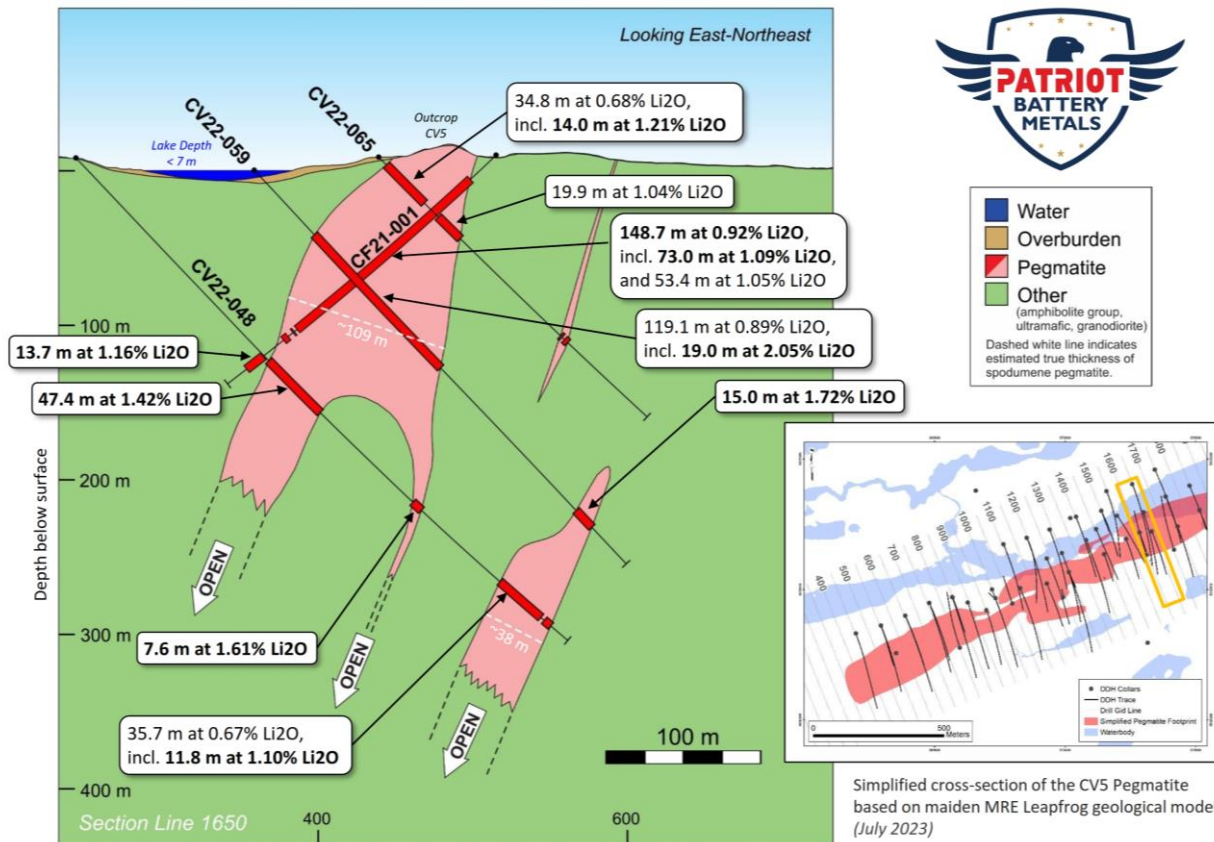 Looking East-Northeast
PATRIOT
BATTERY
METALS
CV22-059
CV22-065
Outcrop
CV5
Lake Depth
< 7 m
34.8 m at 0.68% Li2O,
incl. 14.0 m at 1.21% Li2O
19.9 m at 1.04% Li2O
CF21-001
148.7 m at 0.92% Li2O,
incl. 73.0 m at 1.09% Li2O,
and 53.4 m at 1.05% Li2O
CV22-048
119.1 m at 0.89% Li2O,
incl. 19.0 m at 2.05% Li2O
~109 m
13.7 m at 1.16% Li2O
47.4 m at 1.42% Li2O
15.0 m at 1.72% Li2O
7.6 m at 1.61% Li2O
~38 m
35.7 m at 0.67% Li2O,
incl. 11.8 m at 1.10% Li2O
OPEN
OPEN
OPEN
Depth below surface
100 m
200 m
300 m
400 m
100 m
Section Line 1650
400
600
Water
Overburden
Pegmatite
Other
(amphibolite group,
ultramafic, granodiorite)
Dashed white line indicates
estimated true thickness of
spodumene pegmatite.
400
500
600
700
800
900
1000
1100
1200
1300
1400
1500
1600
1700
0
500
Meters
DDH Collars
DDH Trace
Drill Gid Line
Simplified Pegmatite Footprint
Waterbody
Simplified cross-section of the CV5 Pegmatite
based on maiden MRE Leapfrog geological mode
(July 2023)